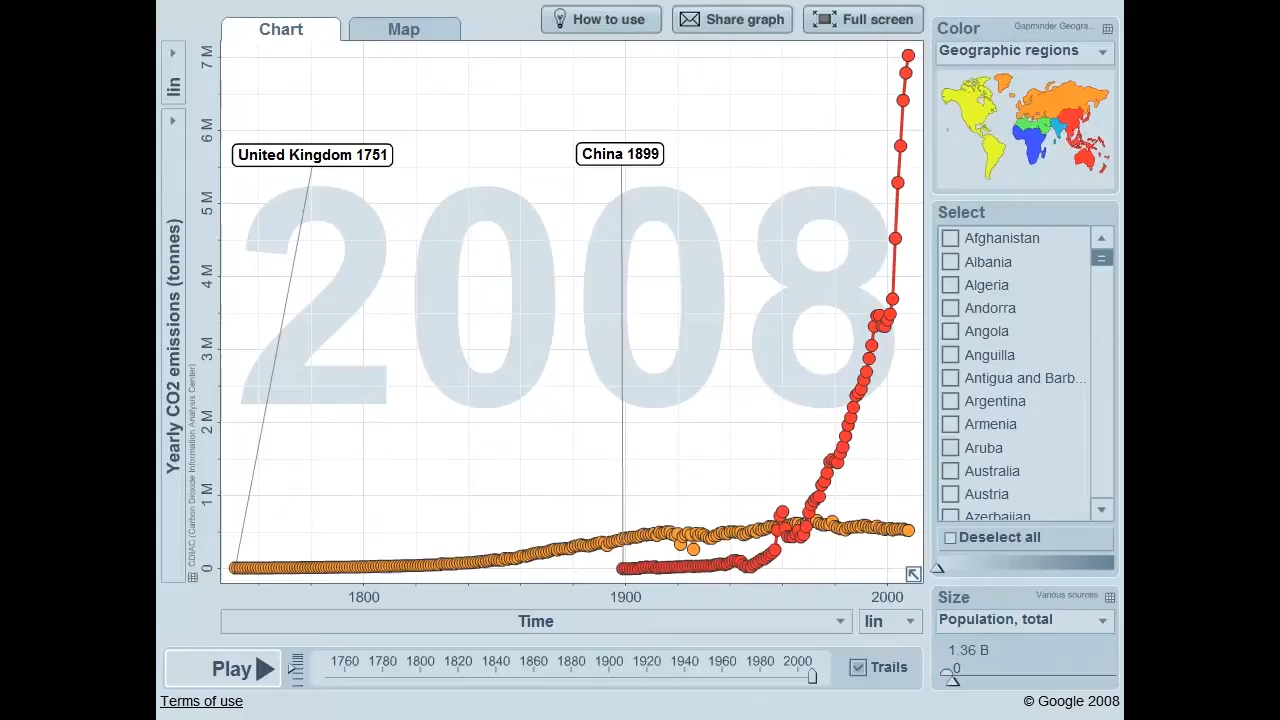 Chart
Map
How to use
Share graph
Full screen
Color
Gapminder Geogra...
Geographic regions
lin
Yearly CO2 emissions (tonnes)
CDIAC (Carbon Dioxide Information Analysis Center)
7 M
6 M
5 M
4 M
3 M
2 M
1 M
0
2008
United Kingdom 1751
China 1899
1800
1900
2000
Time
lin
Select
Afghanistan
Albania
Algeria
Andorra
Angola
Anguilla
Antigua and Barb...
Argentina
Armenia
Aruba
Australia
Austria
Azerbaijan
Deselect all
Size
Various sources
Population, total
1.36 B
0
Play
1760 1780 1800 1820 1840 1860 1880 1900 1920 1940 1960 1980 2000
Trails
Terms of use
© Google 2008